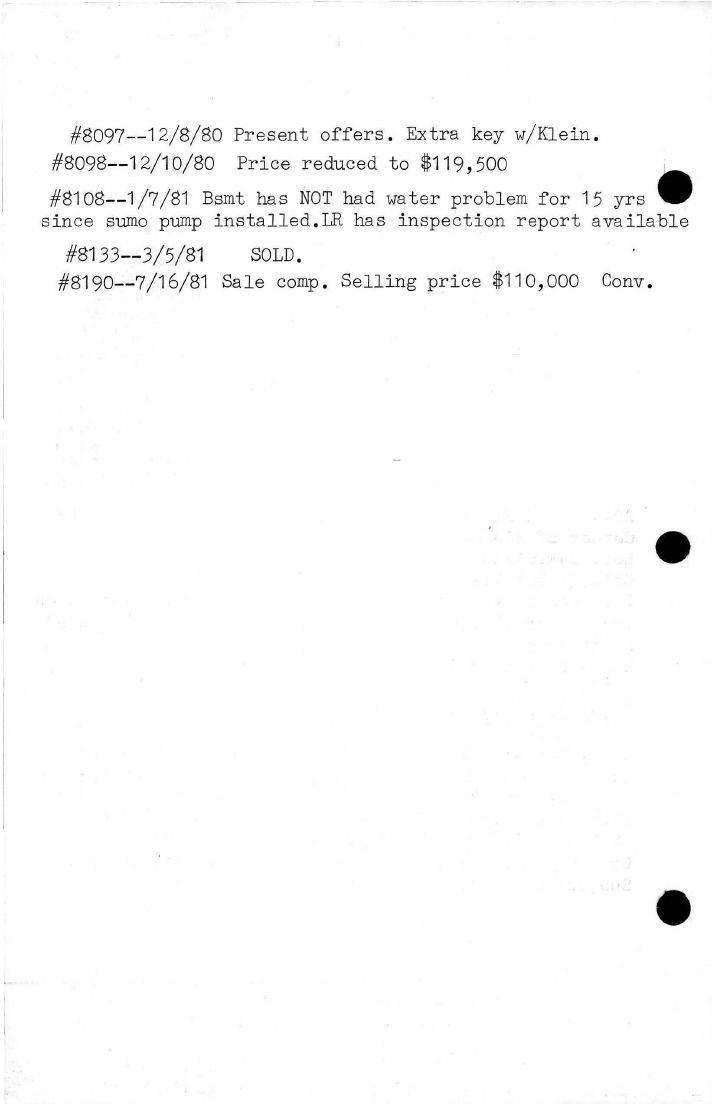 #8097--12/8/80 Present offers. Extra key w/Klein.
#8098--12/10/80 Price reduced to $119,500
#8108--1/7/81 Bsmt has NOT had water problem for 15 yrs
since sumo pump installed.LR has inspection report available
#8133--3/5/81 SOLD.
#8190--7/16/81 Sale comp. Selling price $110,000 Conv.